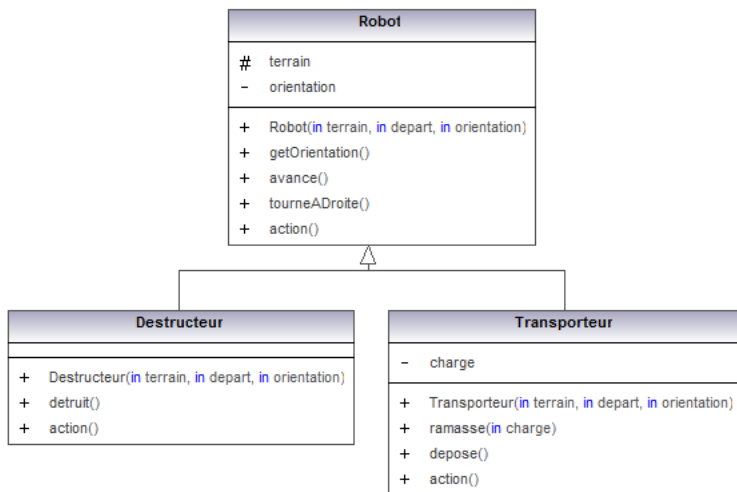 Robot
# terrain
- orientation
+ Robot(in terrain, in depart, in orientation)
+ getOrientation()
+ avance()
+ tourneADroite()
+ action()
Destructeur
+ Destructeur(in terrain, in depart, in orientation)
+ detruit()
+ action()
Transporteur
- charge
+ Transporteur(in terrain, in depart, in orientation)
+ ramasse(in charge)
+ depose()
+ action()